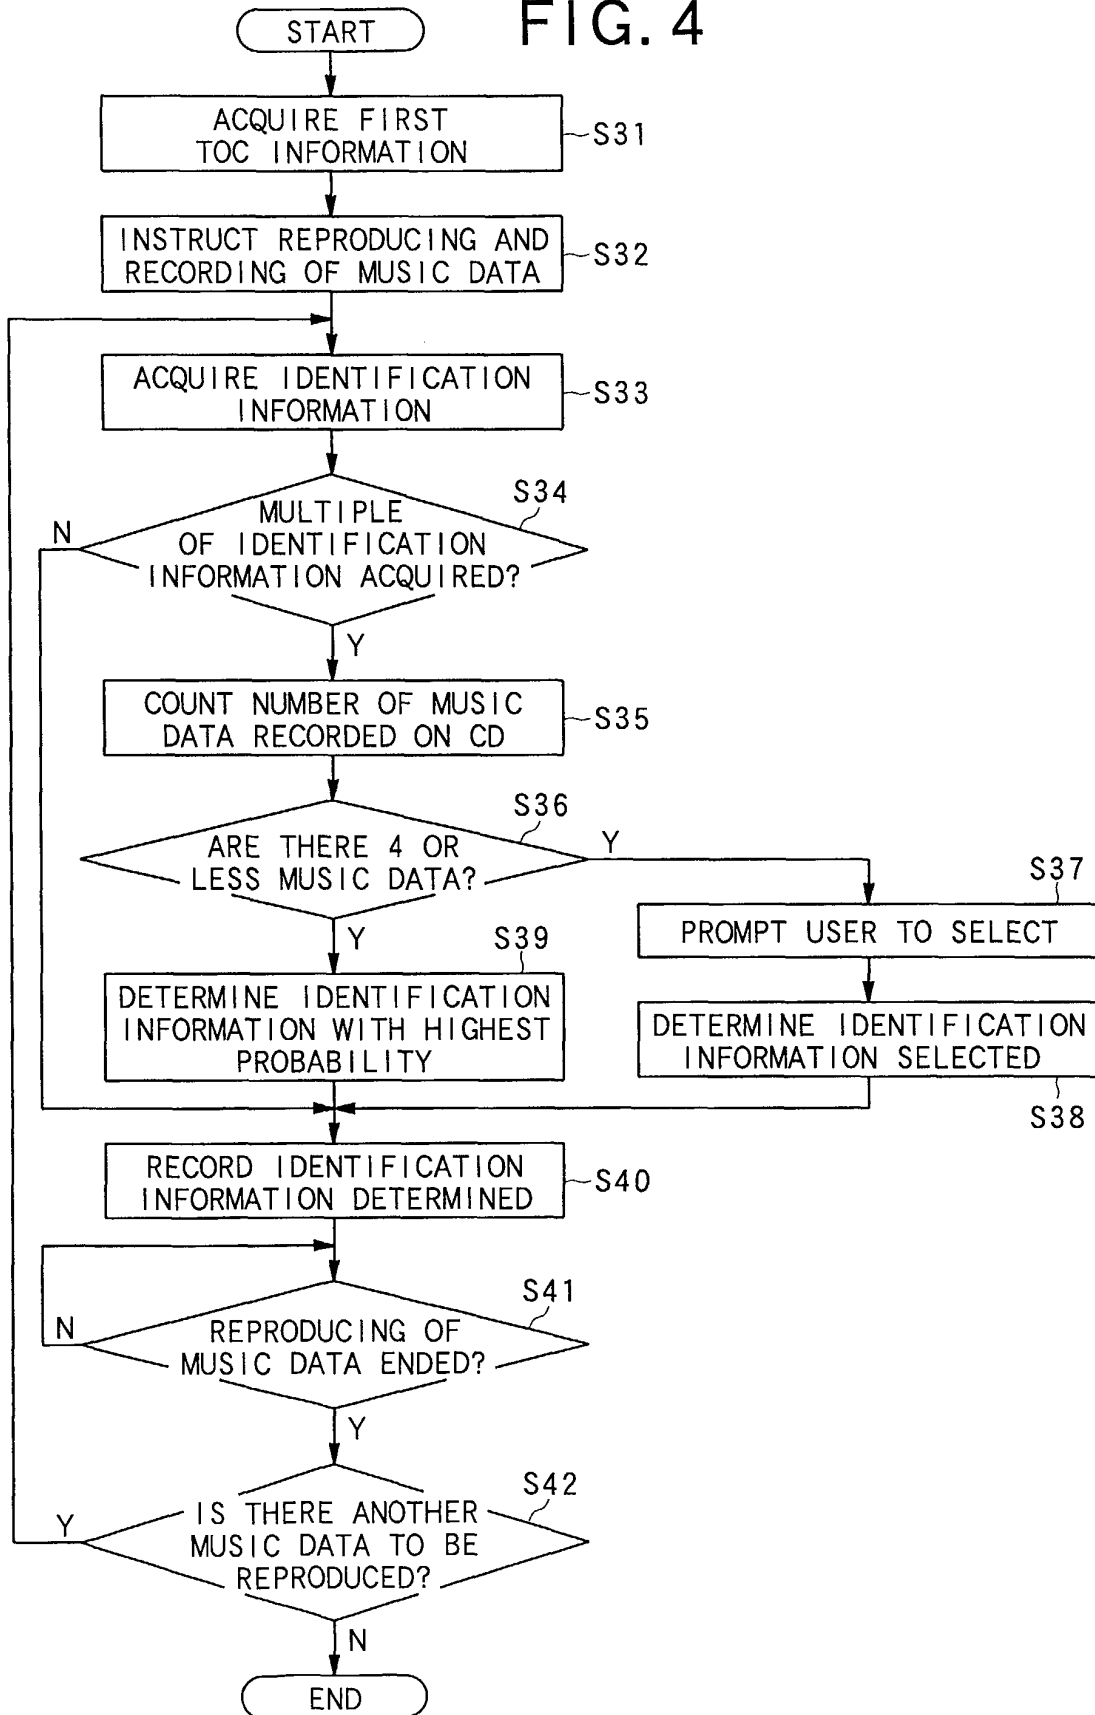 FIG. 4
START
ACQUIRE FIRST
TOC INFORMATION
S31
INSTRUCT REPRODUCING AND
RECORDING OF MUSIC DATA
S32
ACQUIRE IDENTIFICATION
INFORMATION
S33
S34
N
MULTIPLE
OF IDENTIFICATION
INFORMATION ACQUIRED?
Y
COUNT NUMBER OF MUSIC
DATA RECORDED ON CD
S35
S36
ARE THERE 4 OR
LESS MUSIC DATA?
Y
Y
S37
PROMPT USER TO SELECT
S39
DETERMINE IDENTIFICATION
INFORMATION WITH HIGHEST
PROBABILITY
DETERMINE IDENTIFICATION
INFORMATION SELECTED
S38
RECORD IDENTIFICATION
INFORMATION DETERMINED
S40
S41
N
REPRODUCING OF
MUSIC DATA ENDED?
Y
S42
Y
IS THERE ANOTHER
MUSIC DATA TO BE
REPRODUCED?
N
END